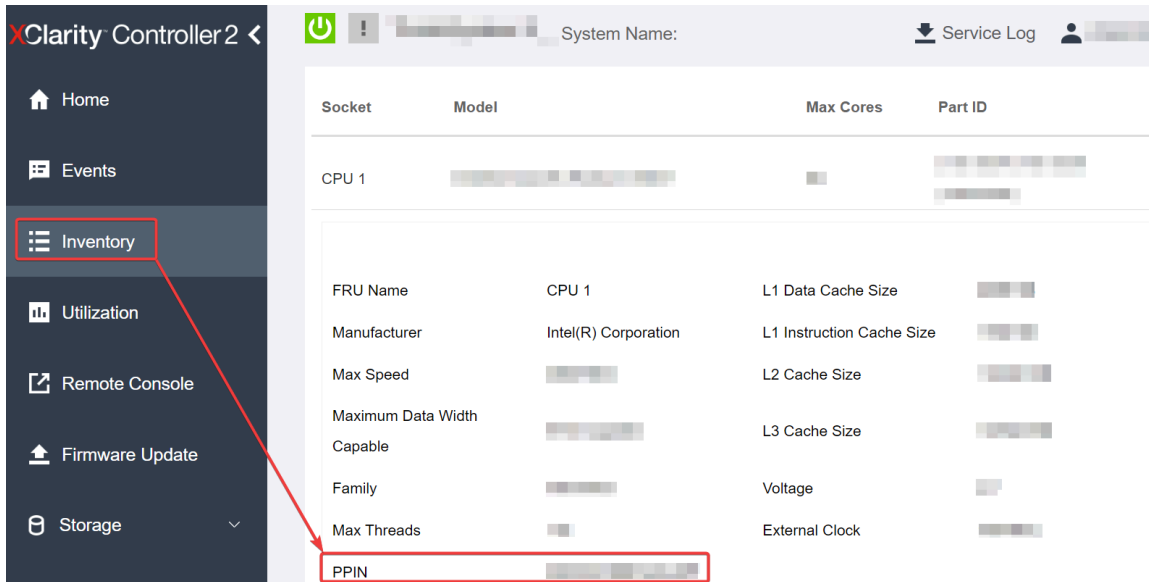 XClarity Controller 2
System Name:
Service Log
Home
Events
Inventory
Utilization
Remote Console
Firmware Update
Storage
Socket Model Max Cores Part ID
CPU 1
FRU Name CPU 1 L1 Data Cache Size
Manufacturer Intel(R) Corporation L1 Instruction Cache Size
Max Speed L2 Cache Size
Maximum Data Width
Capable
L3 Cache Size
Family Voltage
Max Threads External Clock
PPIN